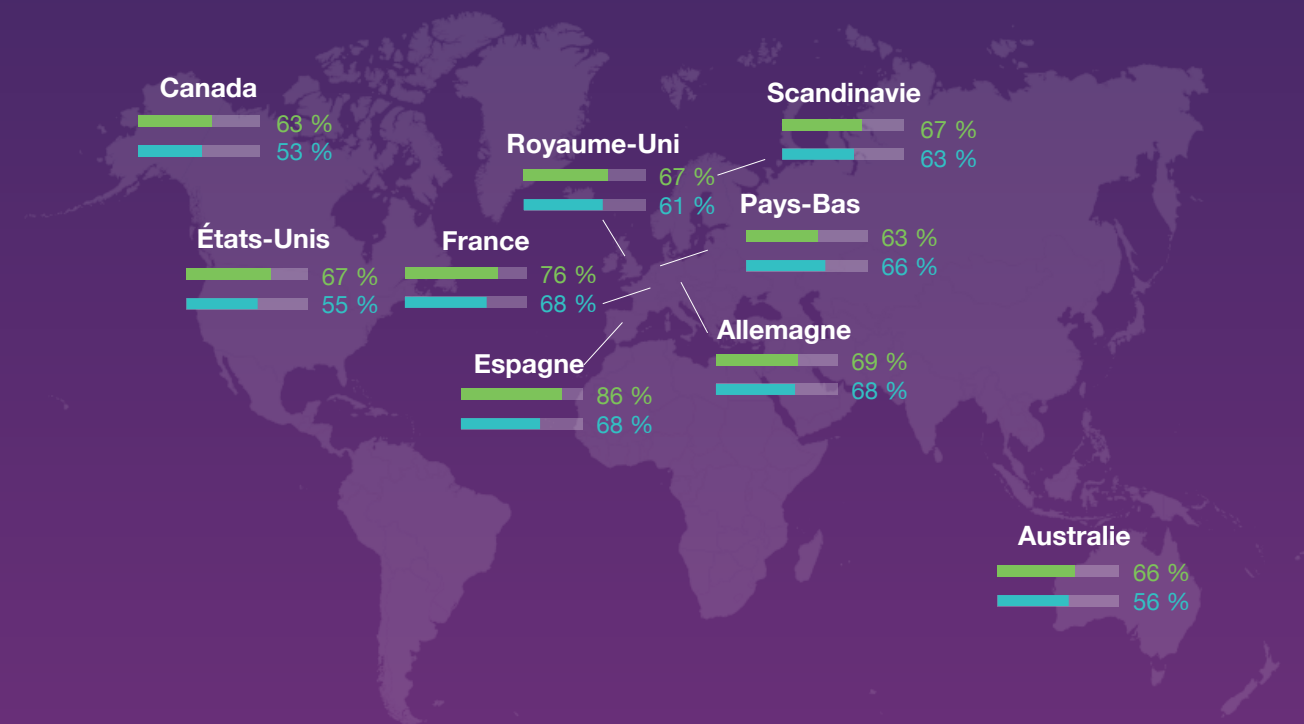 Canada
63 %
53 %
Scandinavie
67 %
63 %
Royaume-Uni
67 %
61 %
Pays-Bas
63 %
66 %
États-Unis
67 %
55 %
France
76 %
68 %
Allemagne
69 %
68 %
Espagne
86 %
68 %
Australie
66 %
56 %